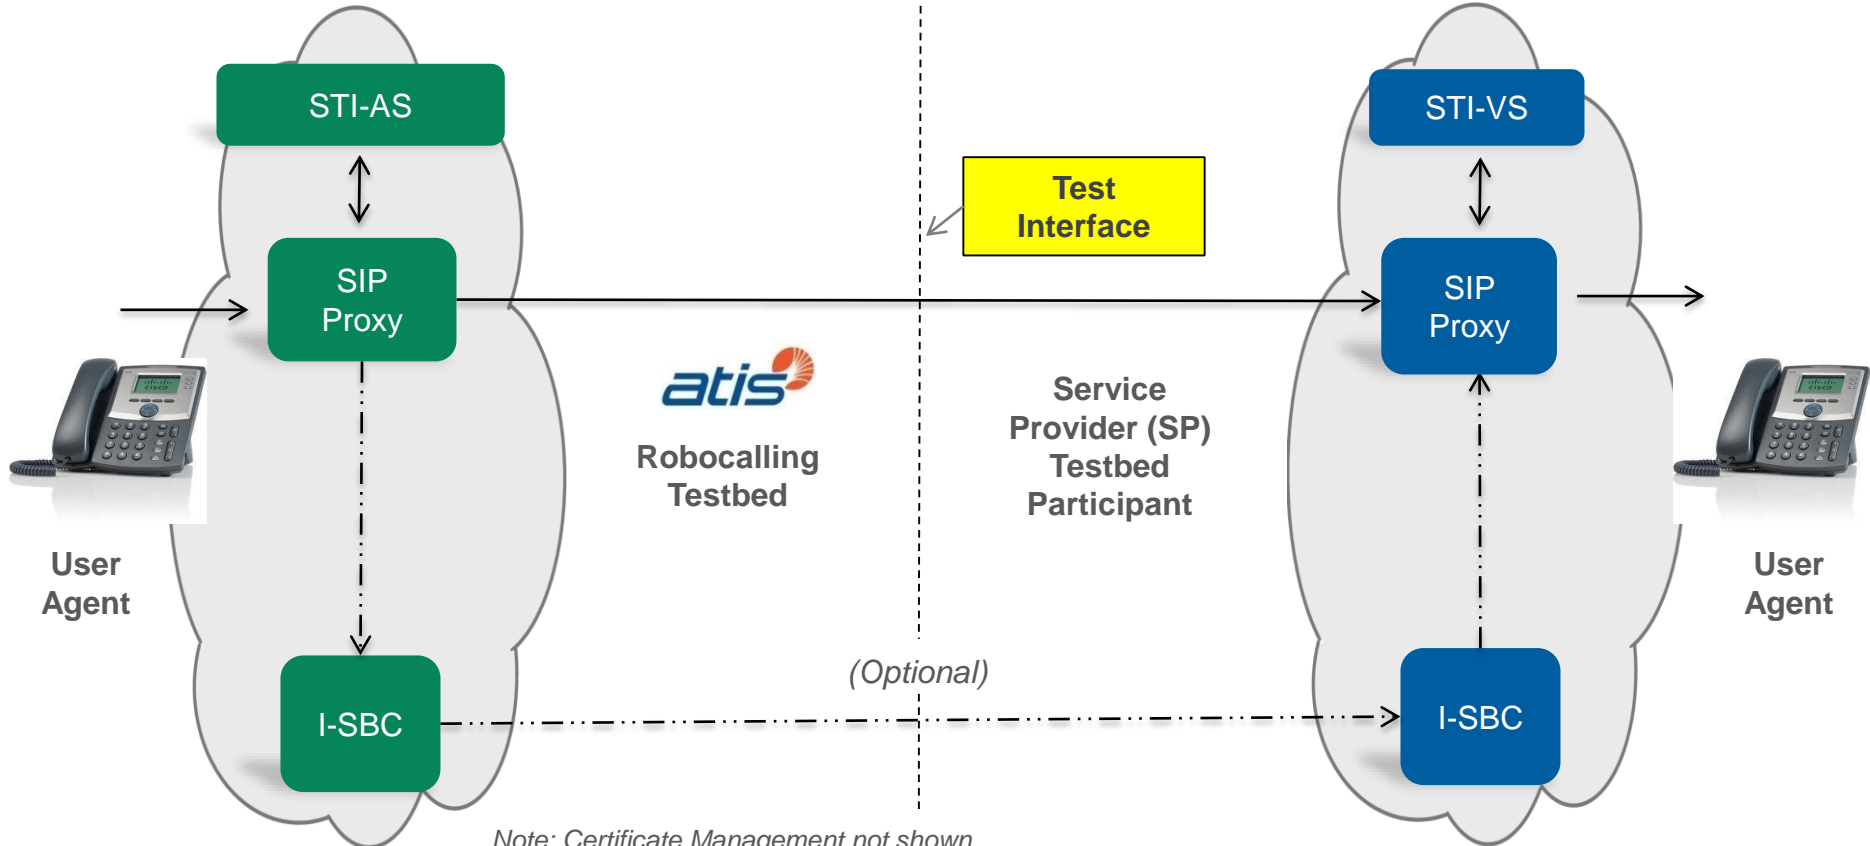 STI-AS
STI-VS
Test
Interface
SIP
Proxy
SIP
Proxy
atis
Robocalling
Testbed
Service
Provider (SP)
Testbed
Participant
User
Agent
User
Agent
(Optional)
I-SBC
I-SBC
Note: Certificate Management not shown